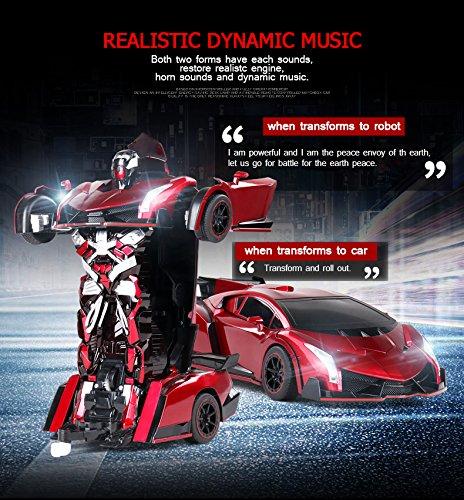 REALISTIC DYNAMIC MUSIC
Both two forms have each sounds,
restore realistc engine,
horn sounds and dynamic music.
“ when transforms to robot
I am powerful and I am the peace envoy of th earth,
let us go for battle for the earth peace. ”
“ when transforms to car
Transform and roll out. ”